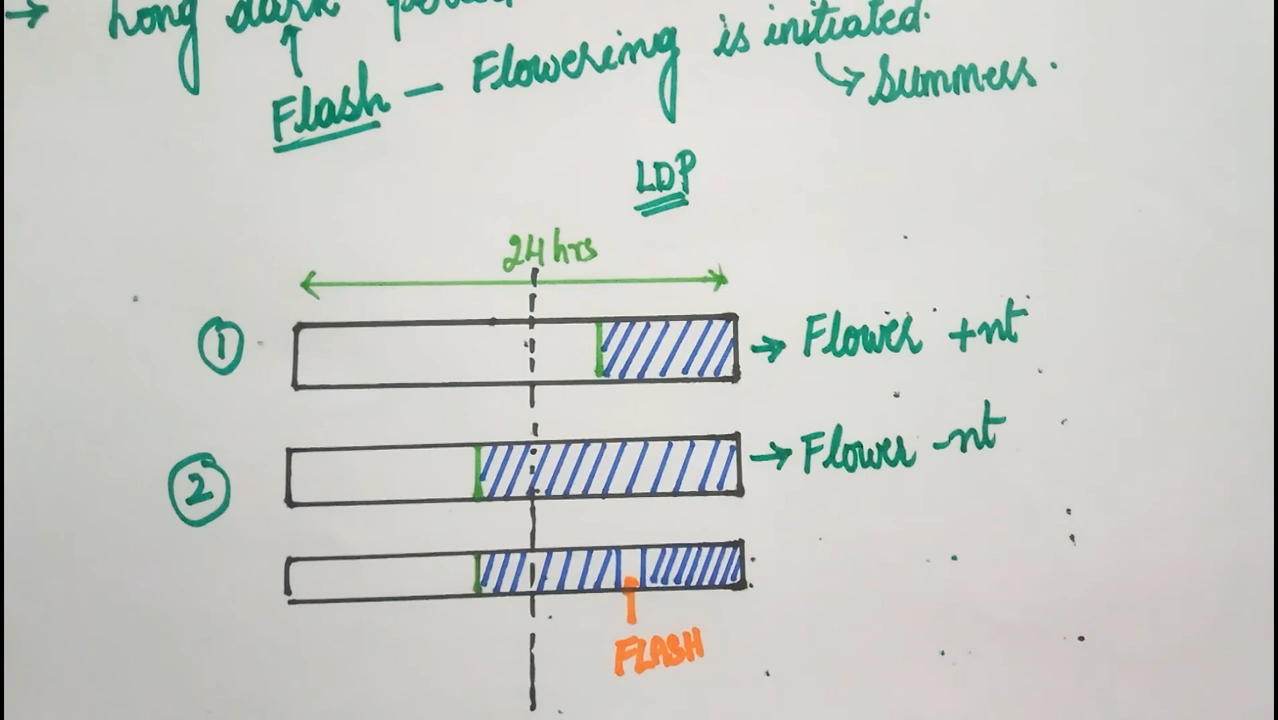 → Long dark
Flash — Flowering is initiated.
↳ Summers.
LDP
24 hrs
① → Flower +nt
② → Flower -nt
FLASH